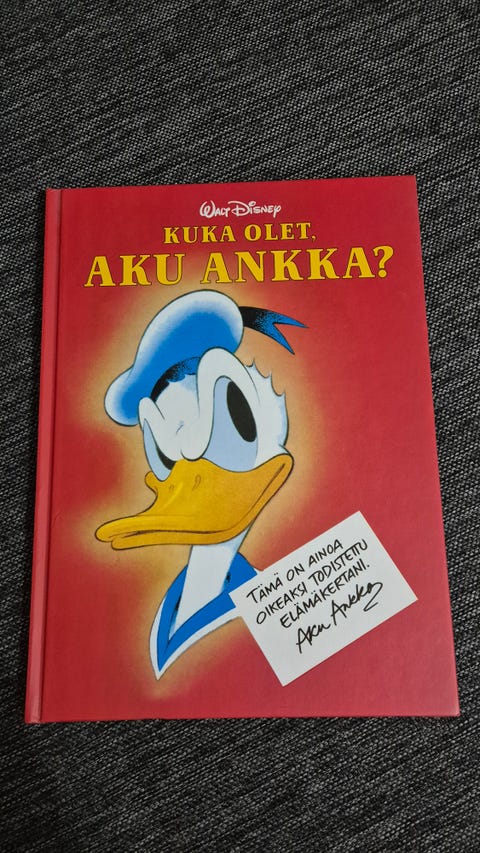 WALT DISNEY
KUKA OLET,
AKU ANKKA?
TÄMÄ ON AINOA
OIKEAKSI TODISTETTU
ELÄMÄKERTANI.
Aku Ankka